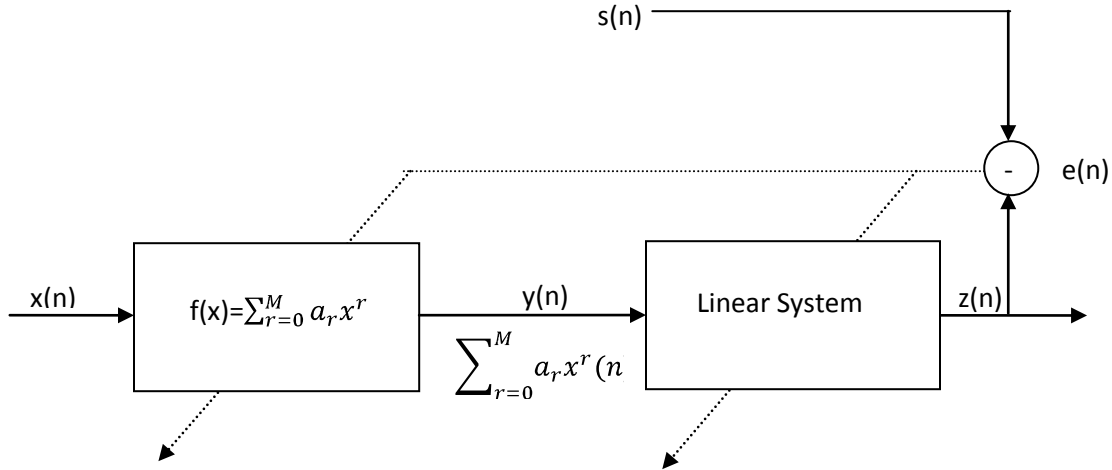 s(n)
-
e(n)
x(n)
f(x)=∑_{r=0}^{M} a_r x^r
y(n)
∑_{r=0}^{M} a_r x^r (n
Linear System
z(n)